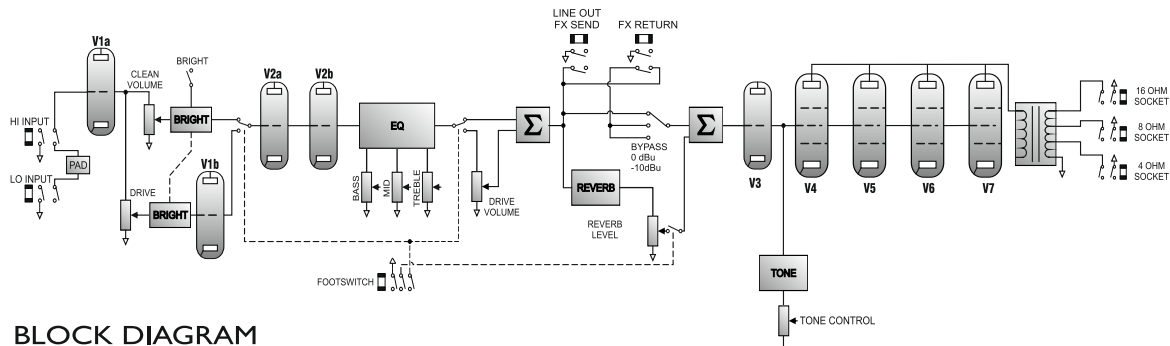 LINE OUT
FX SEND
FX RETURN
V1a
CLEAN
VOLUME
BRIGHT
BRIGHT
HI INPUT
PAD
LO INPUT
DRIVE
BRIGHT
V1b
V2a
V2b
EQ
BASS
MID
TREBLE
DRIVE
VOLUME
Σ
BYPASS
0 dBu
-10dBu
REVERB
REVERB
LEVEL
FOOTSWITCH
Σ
V3
V4
V5
V6
V7
16 OHM
SOCKET
8 OHM
SOCKET
4 OHM
SOCKET
TONE
TONE CONTROL
BLOCK DIAGRAM